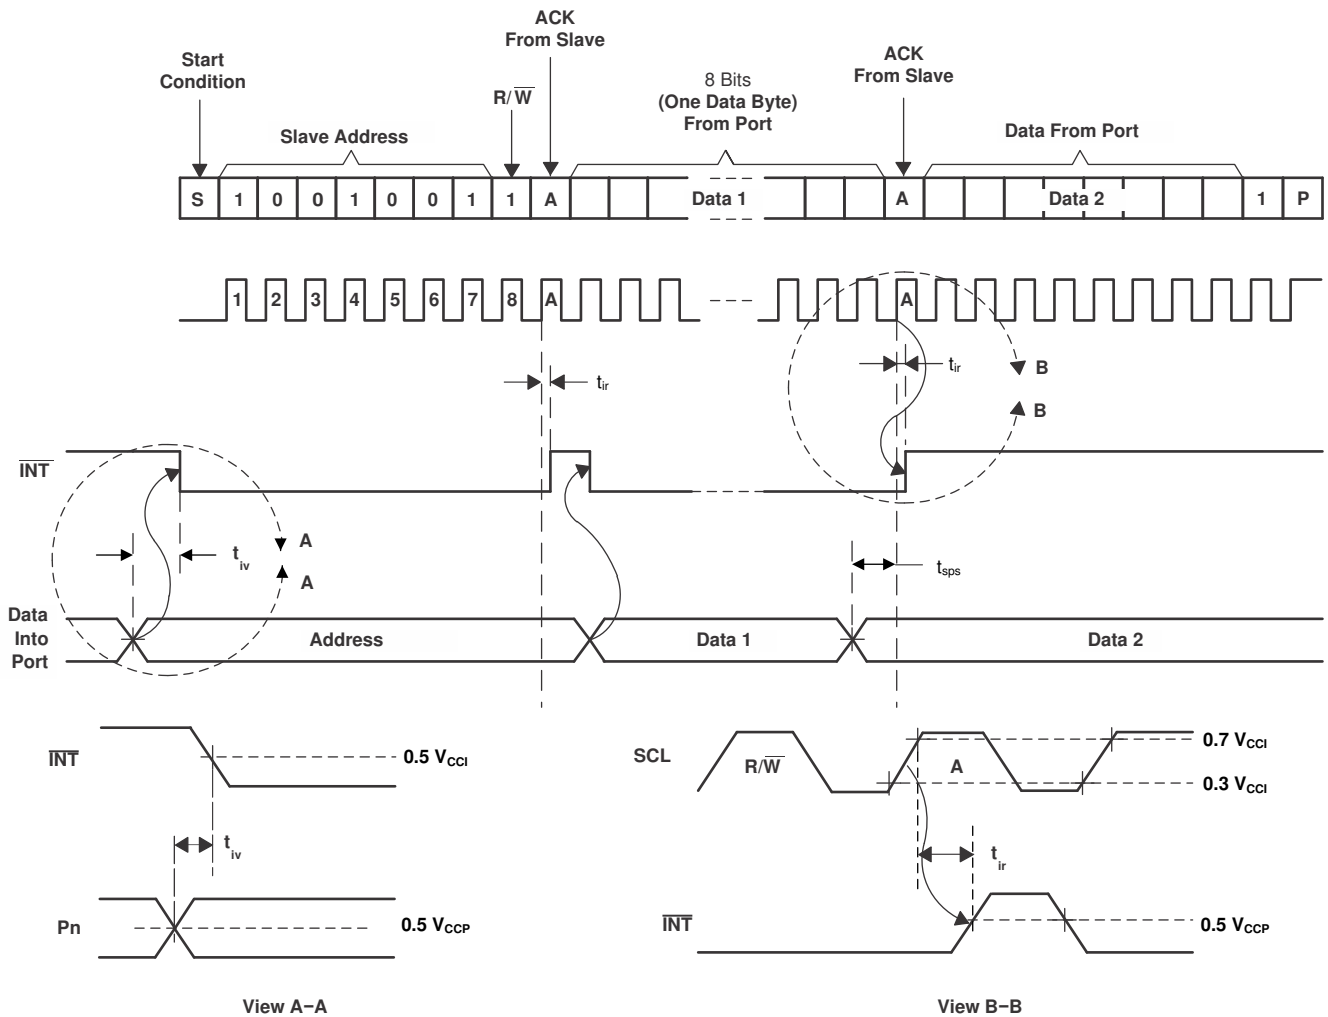 ACK
From Slave
Start
Condition
R/W̅
ACK
From Slave
8 Bits
(One Data Byte)
From Port
Slave Address
Data From Port
S 1 0 0 1 0 0 1 1 A Data 1 A Data 2 1 P
1 2 3 4 5 6 7 8 A A
tir
tir
B
B
I̅N̅T̅
A
A
tiv
tsps
Data
Into
Port
Address
Data 1
Data 2
I̅N̅T̅
0.5 VCCI
tiv
Pn
0.5 VCCP
View A−A
SCL
R/W̅
A
0.7 VCCI
0.3 VCCI
tir
I̅N̅T̅
0.5 VCCP
View B−B